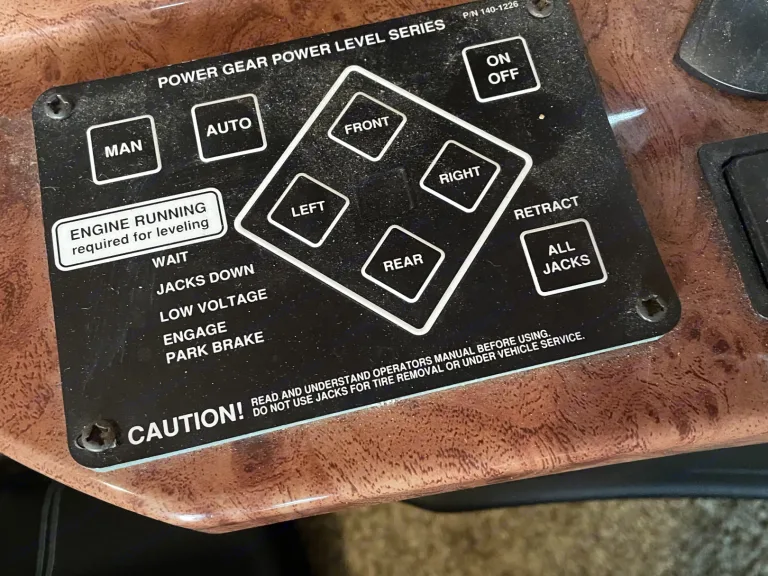 P/N 140-1226
POWER GEAR POWER LEVEL SERIES
ON
OFF
MAN
AUTO
FRONT
RIGHT
LEFT
REAR
ENGINE RUNNING
required for leveling
WAIT
JACKS DOWN
LOW VOLTAGE
ENGAGE
PARK BRAKE
RETRACT
ALL
JACKS
CAUTION!
READ AND UNDERSTAND OPERATORS MANUAL BEFORE USING.
DO NOT USE JACKS FOR TIRE REMOVAL OR UNDER VEHICLE SERVICE.